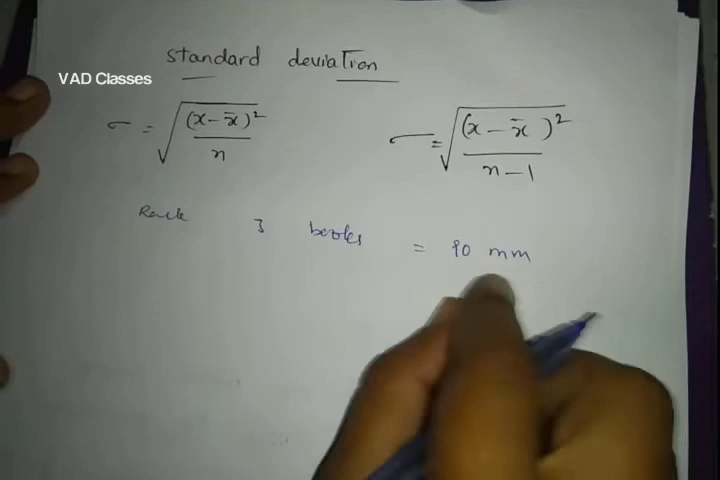 standard deviation
VAD Classes
σ = √((x - x̄)² / n)
σ = √((x - x̄)² / n - 1)
Rack 3 books = 90 mm